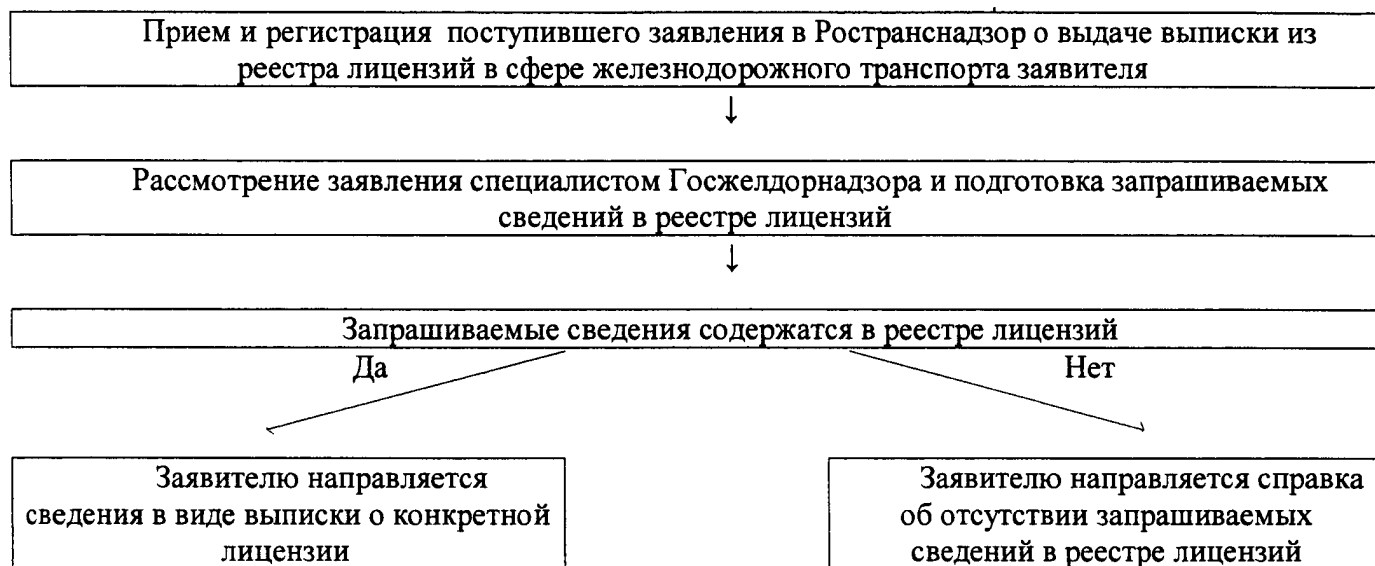 Прием и регистрация поступившего заявления в Ространснадзор о выдаче выписки из
реестра лицензий в сфере железнодорожного транспорта заявителя
↓
Рассмотрение заявления специалистом Госжелдорнадзора и подготовка запрашиваемых
сведений в реестре лицензий
↓
Запрашиваемые сведения содержатся в реестре лицензий
Да Нет
Заявителю направляется
сведения в виде выписки о конкретной
лицензии
Заявителю направляется справка
об отсутствии запрашиваемых
сведений в реестре лицензий